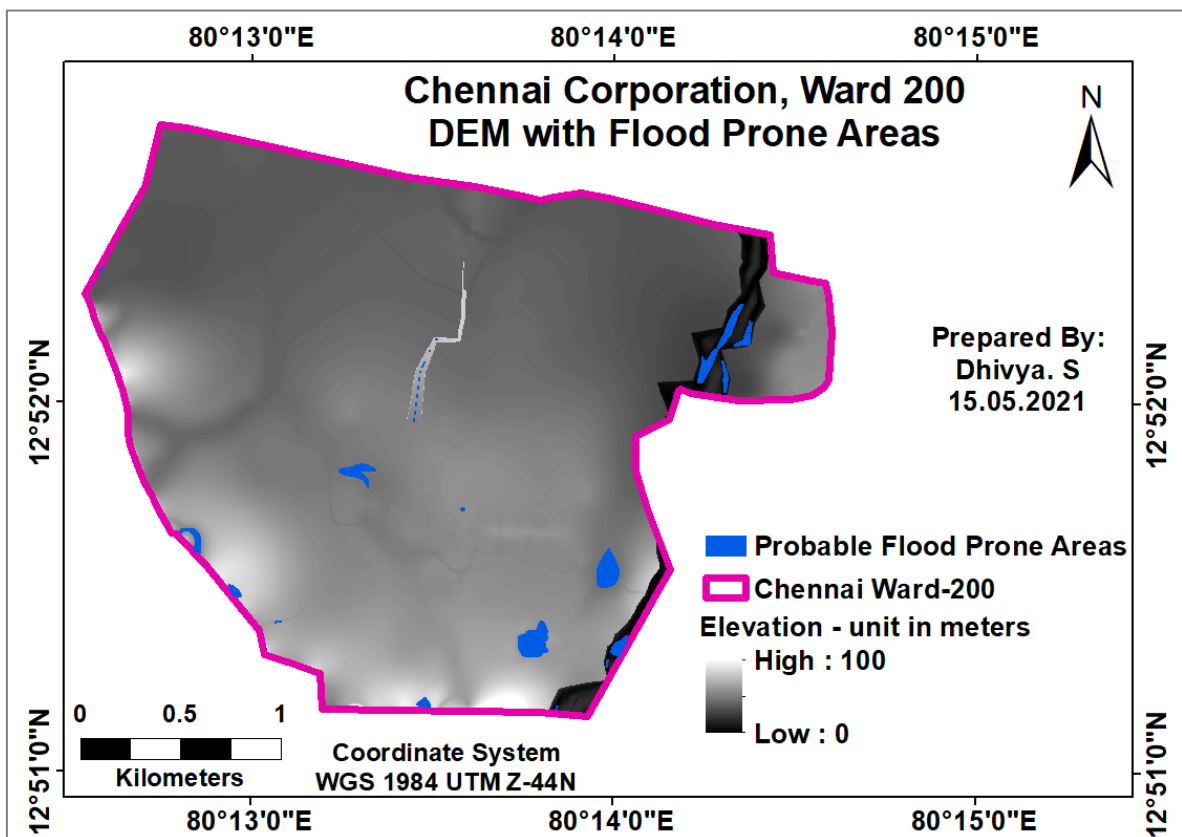 80°13'0"E 80°14'0"E 80°15'0"E
Chennai Corporation, Ward 200
DEM with Flood Prone Areas
N
12°52'0"N
Prepared By:
Dhivya. S
15.05.2021
12°52'0"N
Probable Flood Prone Areas
Chennai Ward-200
Elevation - unit in meters
High : 100
Low : 0
0 0.5 1
Kilometers
Coordinate System
WGS 1984 UTM Z-44N
12°51'0"N
12°51'0"N
80°13'0"E 80°14'0"E 80°15'0"E